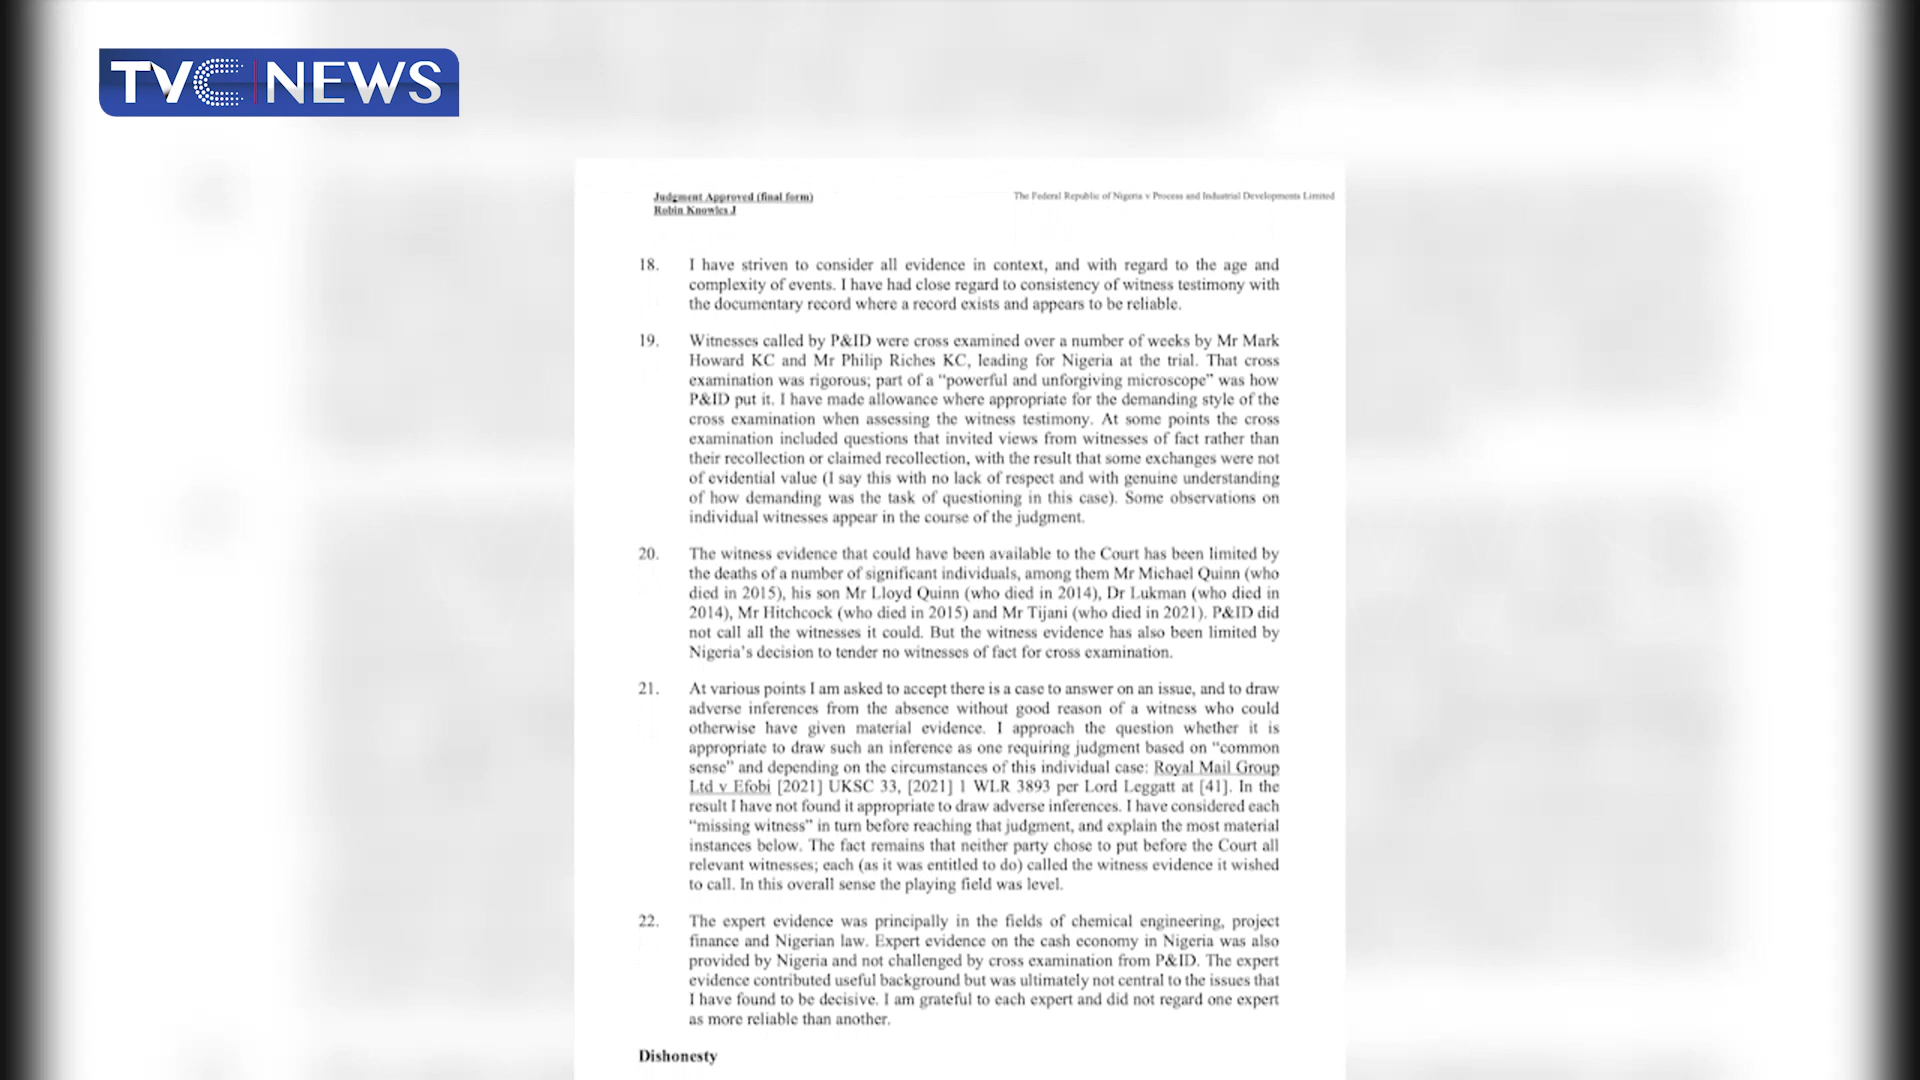 TVC NEWS
Judgment Approved (final form)
Robin Knowles J
The Federal Republic of Nigeria v Process and Industrial Developments Limited
18. I have striven to consider all evidence in context, and with regard to the age and
complexity of events. I have had close regard to consistency of witness testimony with
the documentary record where a record exists and appears to be reliable.
19. Witnesses called by P&ID were cross examined over a number of weeks by Mr Mark
Howard KC and Mr Philip Riches KC, leading for Nigeria at the trial. That cross
examination was rigorous; part of a “powerful and unforgiving microscope” was how
P&ID put it. I have made allowance where appropriate for the demanding style of the
cross examination when assessing the witness testimony. At some points the cross
examination included questions that invited views from witnesses of fact rather than
their recollection or claimed recollection, with the result that some exchanges were not
of evidential value (I say this with no lack of respect and with genuine understanding
of how demanding was the task of questioning in this case). Some observations on
individual witnesses appear in the course of the judgment.
20. The witness evidence that could have been available to the Court has been limited by
the deaths of a number of significant individuals, among them Mr Michael Quinn (who
died in 2015), his son Mr Lloyd Quinn (who died in 2014), Dr Lukman (who died in
2014), Mr Hitchcock (who died in 2015) and Mr Tijani (who died in 2021). P&ID did
not call all the witnesses it could. But the witness evidence has also been limited by
Nigeria’s decision to tender no witnesses of fact for cross examination.
21. At various points I am asked to accept there is a case to answer on an issue, and to draw
adverse inferences from the absence without good reason of a witness who could
otherwise have given material evidence. I approach the question whether it is
appropriate to draw such an inference as one requiring judgment based on “common
sense” and depending on the circumstances of this individual case: Royal Mail Group
Ltd v Efobi [2021] UKSC 33, [2021] 1 WLR 3893 per Lord Leggatt at [41]. In the
result I have not found it appropriate to draw adverse inferences. I have considered each
“missing witness” in turn before reaching that judgment, and explain the most material
instances below. The fact remains that neither party chose to put before the Court all
relevant witnesses; each (as it was entitled to do) called the witness evidence it wished
to call. In this overall sense the playing field was level.
22. The expert evidence was principally in the fields of chemical engineering, project
finance and Nigerian law. Expert evidence on the cash economy in Nigeria was also
provided by Nigeria and not challenged by cross examination from P&ID. The expert
evidence contributed useful background but was ultimately not central to the issues that
I have found to be decisive. I am grateful to each expert and did not regard one expert
as more reliable than another.
Dishonesty